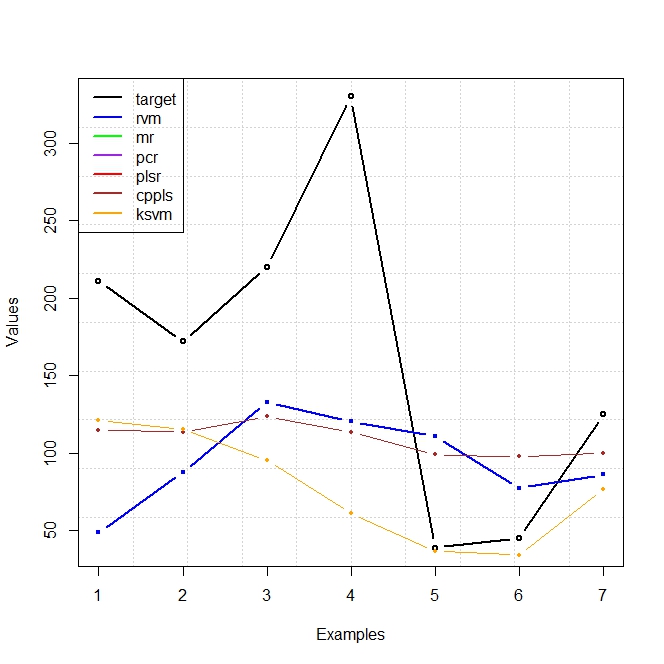 target
rvm
mr
pcr
plsr
cppls
ksvm
300
250
200
150
100
50
Values
1 2 3 4 5 6 7
Examples